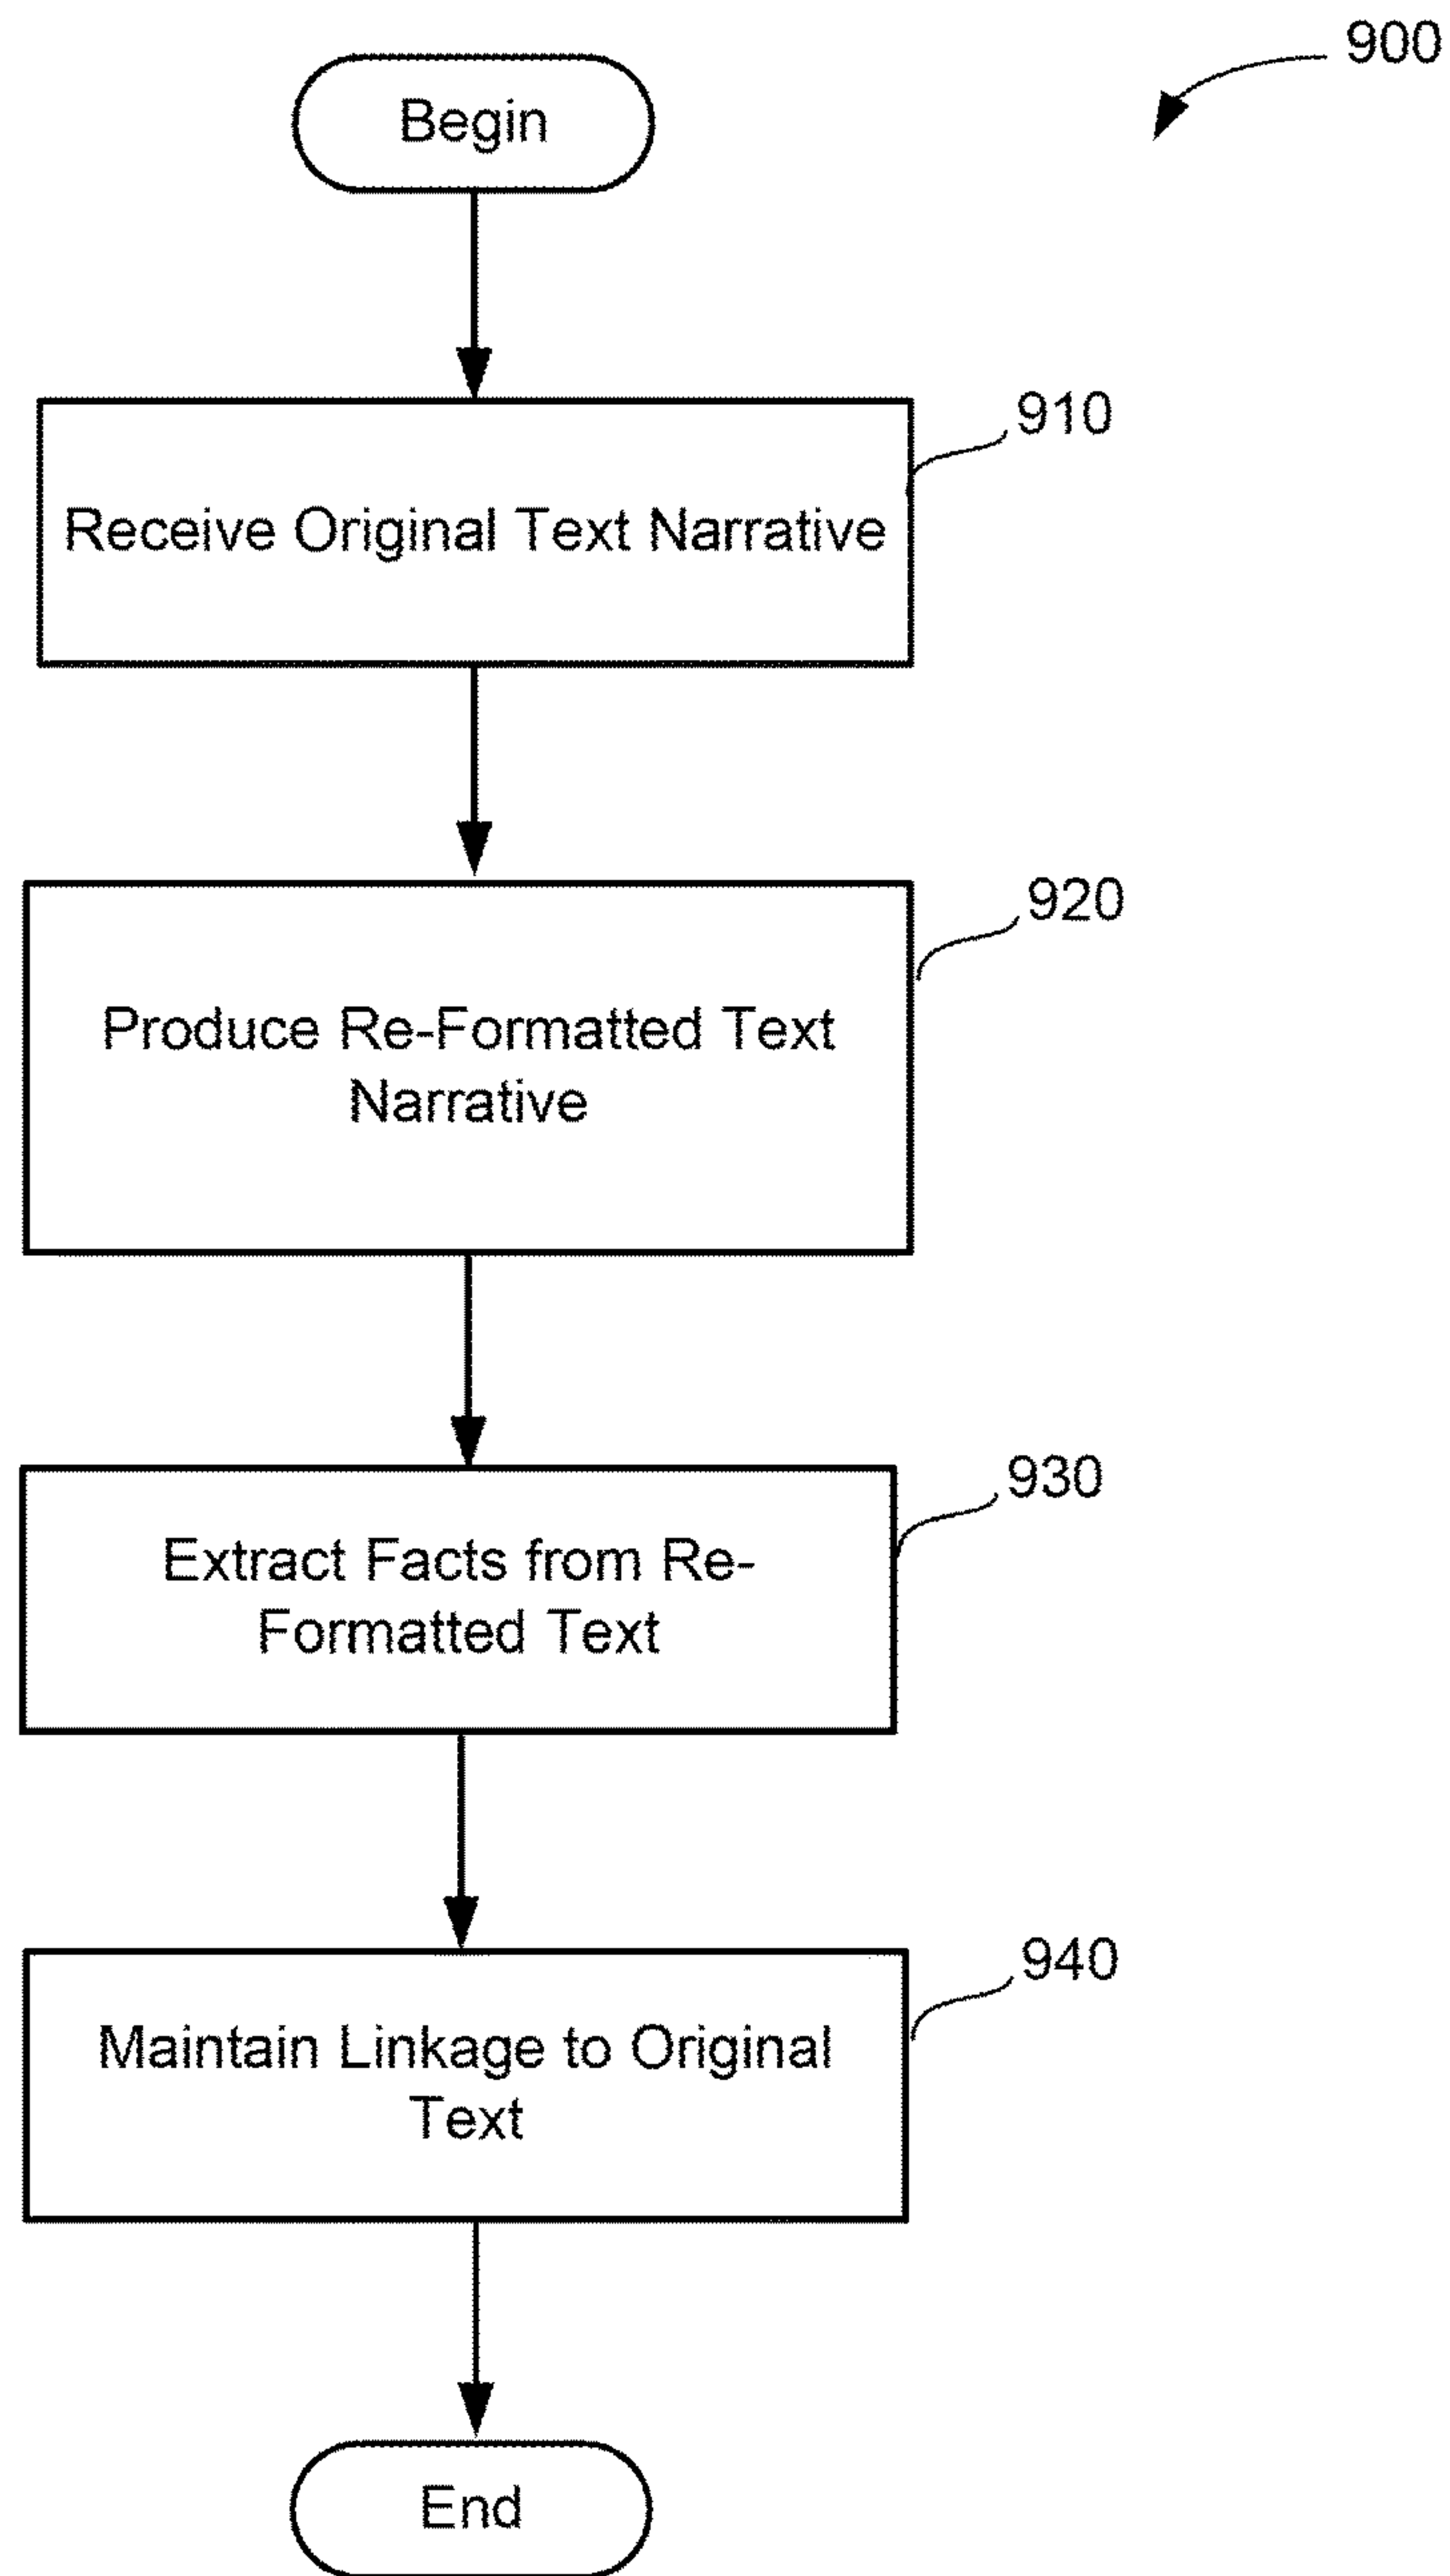 900
Begin
910
Receive Original Text Narrative
920
Produce Re-Formatted Text
Narrative
930
Extract Facts from Re-
Formatted Text
940
Maintain Linkage to Original
Text
End